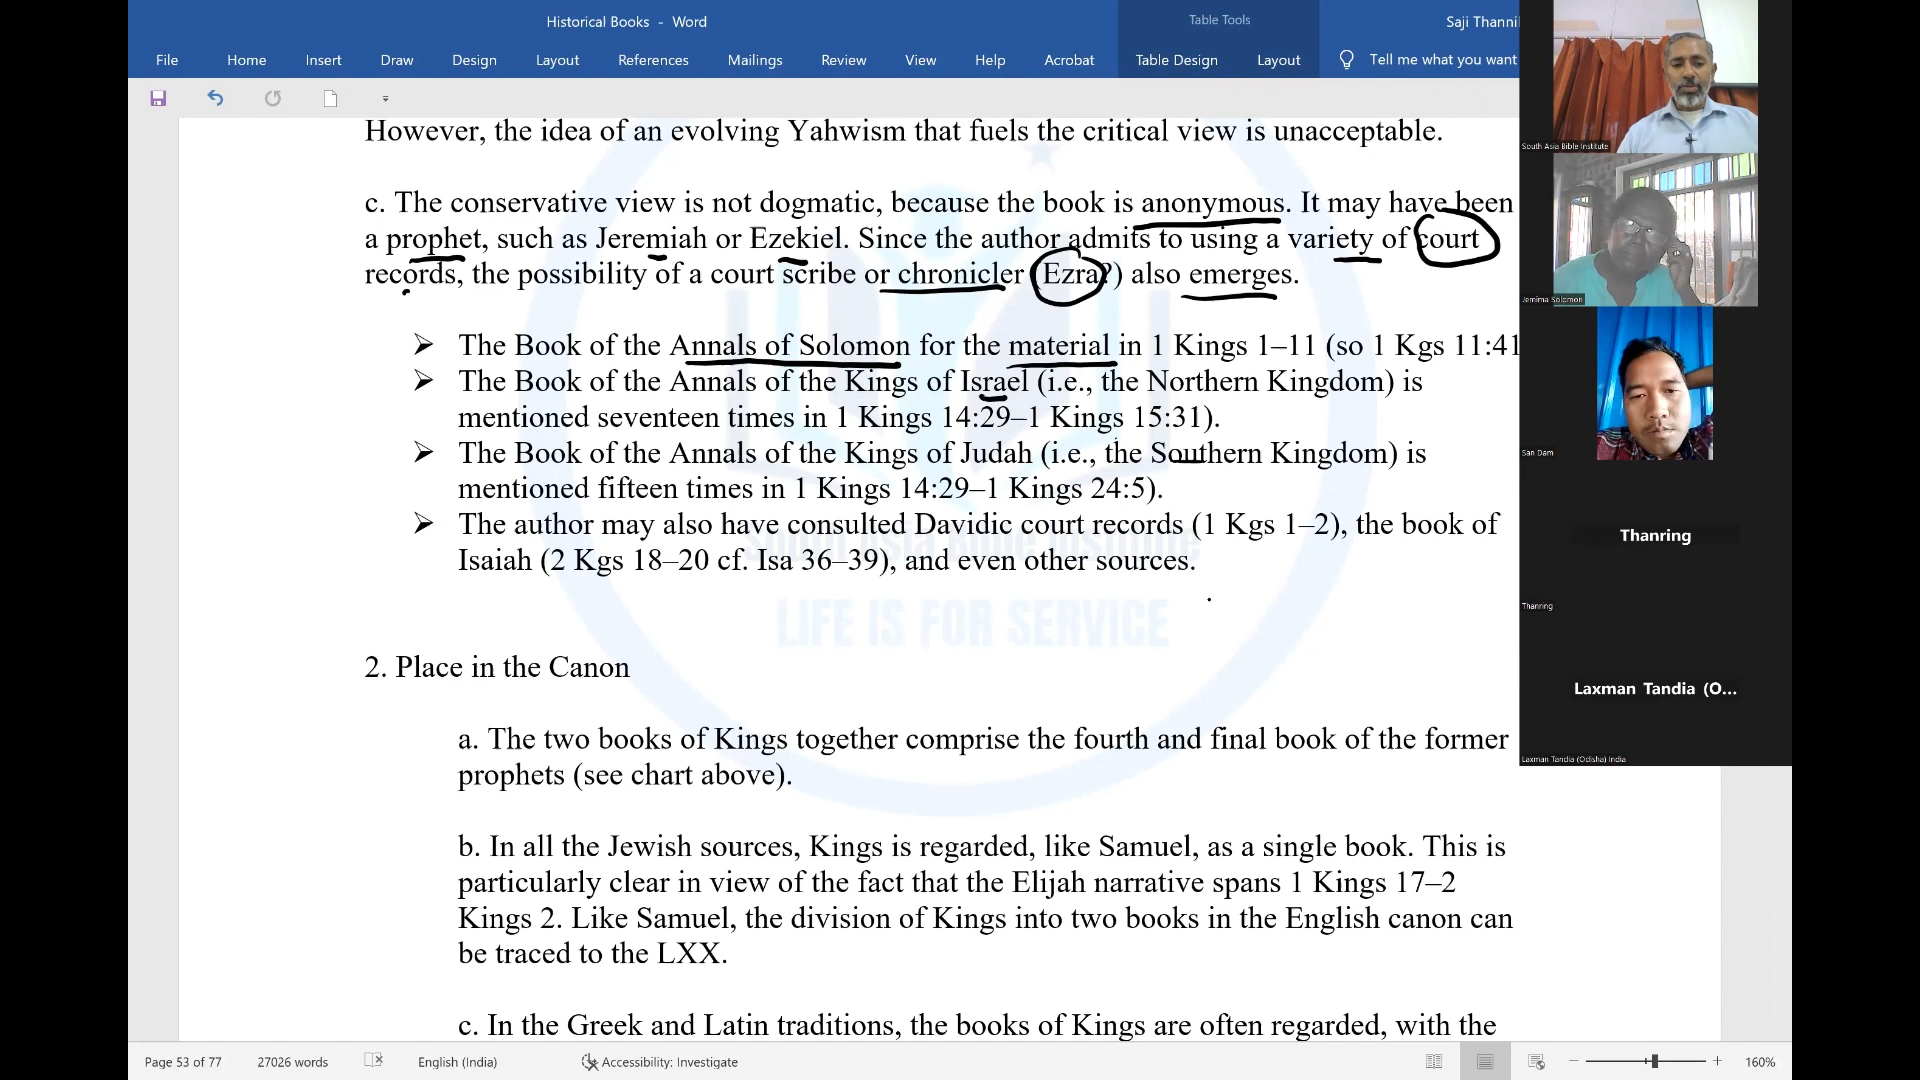 Historical Books - Word
Table Tools
Saji Thannil
File Home Insert Draw Design Layout References Mailings Review View Help Acrobat Table Design Layout Tell me what you want
However, the idea of an evolving Yahwism that fuels the critical view is unacceptable.
c. The conservative view is not dogmatic, because the book is anonymous. It may have been
a prophet, such as Jeremiah or Ezekiel. Since the author admits to using a variety of court
records, the possibility of a court scribe or chronicler (Ezra?) also emerges.
The Book of the Annals of Solomon for the material in 1 Kings 1–11 (so 1 Kgs 11:41
The Book of the Annals of the Kings of Israel (i.e., the Northern Kingdom) is
mentioned seventeen times in 1 Kings 14:29–1 Kings 15:31).
The Book of the Annals of the Kings of Judah (i.e., the Southern Kingdom) is
mentioned fifteen times in 1 Kings 14:29–1 Kings 24:5).
The author may also have consulted Davidic court records (1 Kgs 1–2), the book of
Isaiah (2 Kgs 18–20 cf. Isa 36–39), and even other sources.
South Asia Bible Institute
LIFE IS FOR SERVICE
2. Place in the Canon
a. The two books of Kings together comprise the fourth and final book of the former
prophets (see chart above).
b. In all the Jewish sources, Kings is regarded, like Samuel, as a single book. This is
particularly clear in view of the fact that the Elijah narrative spans 1 Kings 17–2
Kings 2. Like Samuel, the division of Kings into two books in the English canon can
be traced to the LXX.
c. In the Greek and Latin traditions, the books of Kings are often regarded, with the
Page 53 of 77 27026 words English (India) Accessibility: Investigate 160%
South Asia Bible Institute
Jemima Solomon
San Dam
Thanring
Thanring
Laxman Tandia (O...
Laxman Tandia (Odisha) India